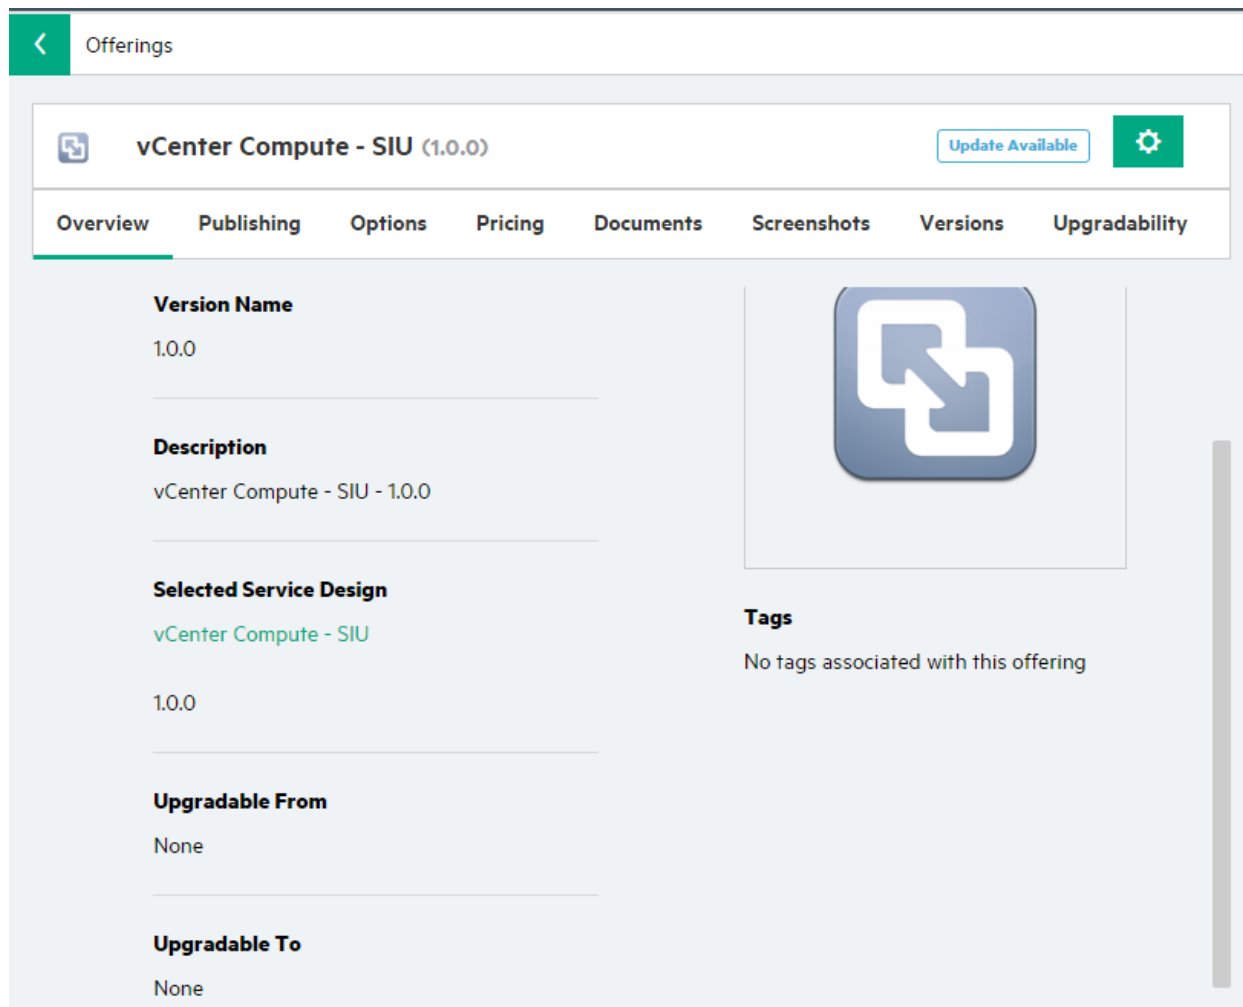 Offerings
vCenter Compute - SIU (1.0.0)
Update Available
Overview Publishing Options Pricing Documents Screenshots Versions Upgradability
Version Name
1.0.0
Description
vCenter Compute - SIU - 1.0.0
Selected Service Design
vCenter Compute - SIU
1.0.0
Upgradable From
None
Upgradable To
None
Tags
No tags associated with this offering